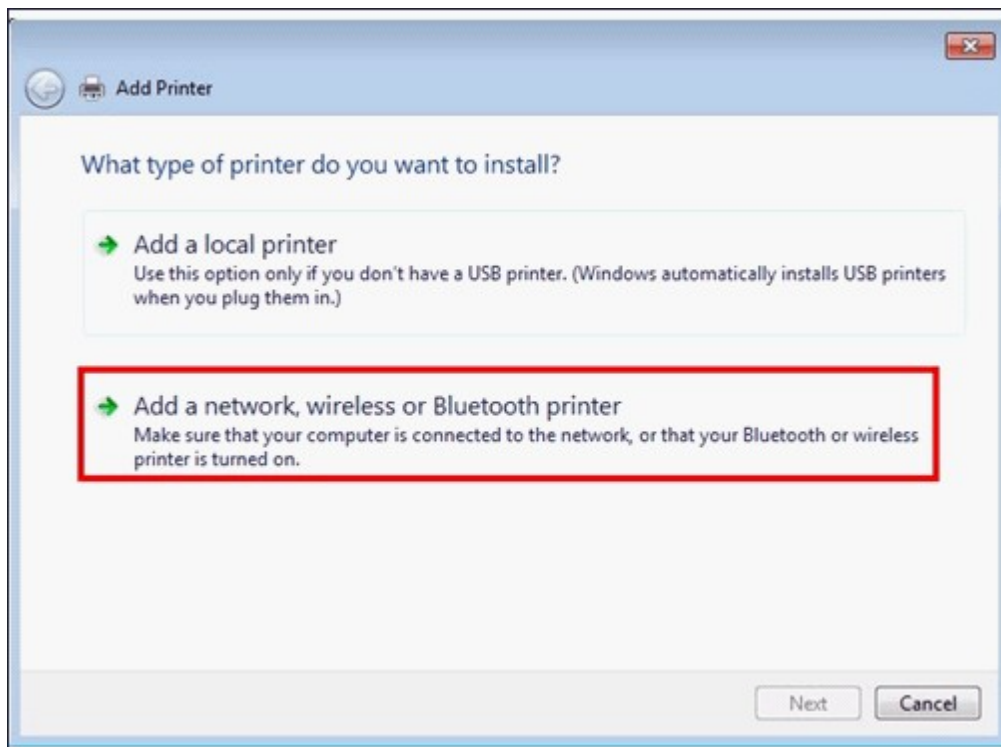 Add Printer
What type of printer do you want to install?
Add a local printer
Use this option only if you don't have a USB printer. (Windows automatically installs USB printers
when you plug them in.)
Add a network, wireless or Bluetooth printer
Make sure that your computer is connected to the network, or that your Bluetooth or wireless
printer is turned on.
Next
Cancel